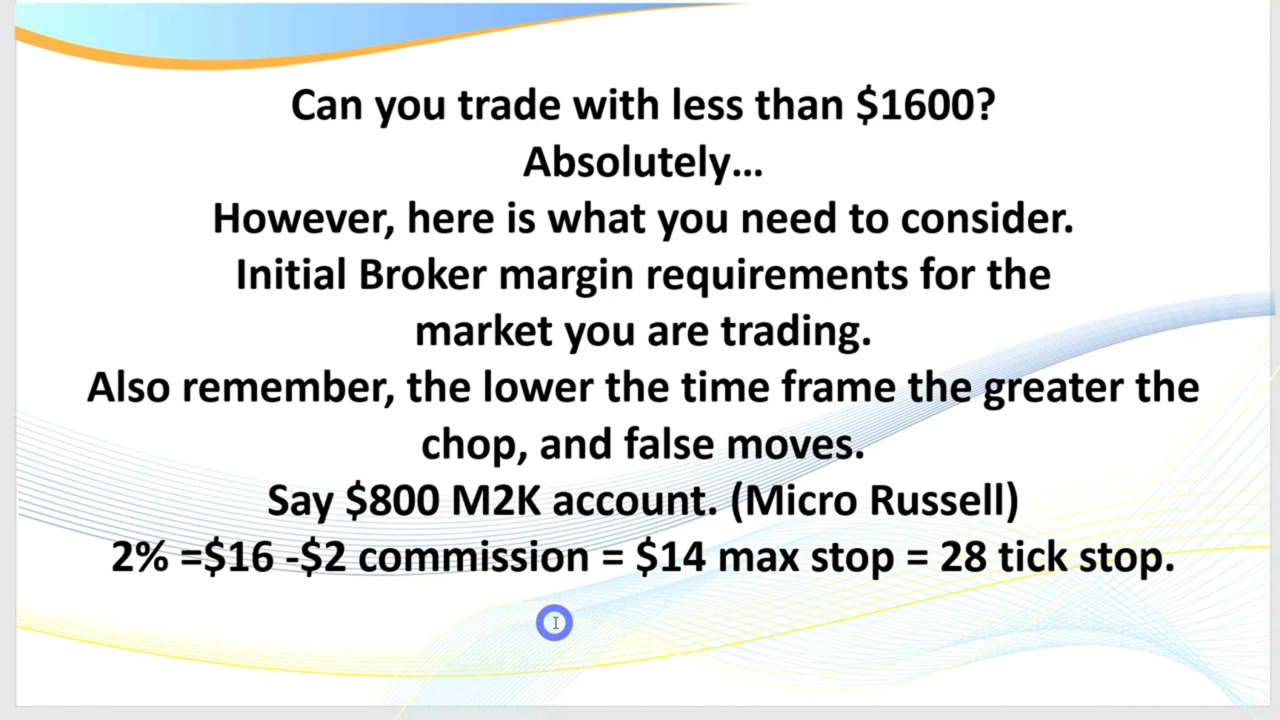 Can you trade with less than $1600?
Absolutely...
However, here is what you need to consider.
Initial Broker margin requirements for the
market you are trading.
Also remember, the lower the time frame the greater the
chop, and false moves.
Say $800 M2K account. (Micro Russell)
2% =$16 -$2 commission = $14 max stop = 28 tick stop.